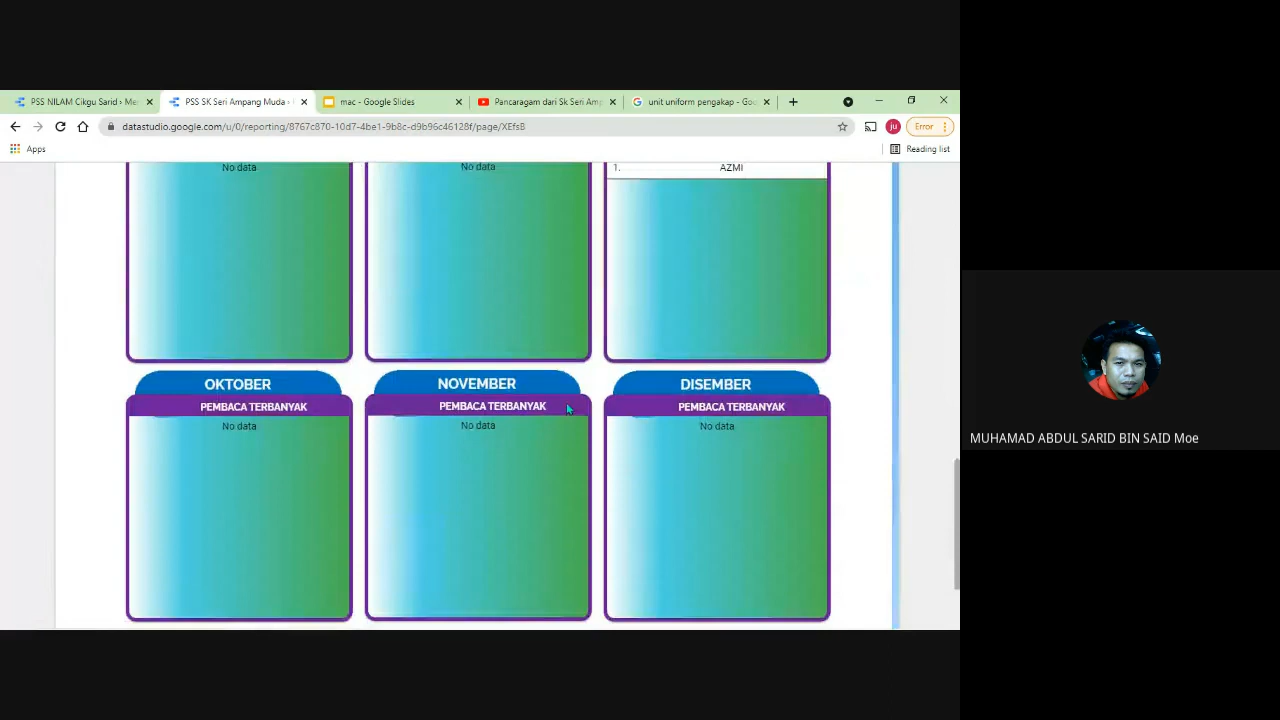 PSS NILAM Cikgu Sarid › Me
PSS SK Seri Ampang Muda ›
mac - Google Slides
Pancaragam dari Sk Seri Amp
unit uniform pengakap - Goo
datastudio.google.com/u/0/reporting/8767c870-10d7-4be1-9b8c-d9b96c46128f/page/XEfsB
ju
Error
Apps
Reading list
No data
No data
1. AZMI
OKTOBER
NOVEMBER
DISEMBER
PEMBACA TERBANYAK
PEMBACA TERBANYAK
PEMBACA TERBANYAK
No data
No data
No data
MUHAMAD ABDUL SARID BIN SAID Moe